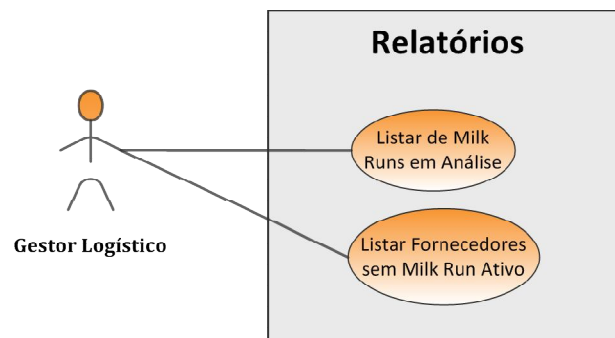 Relatórios
Listar de Milk
Runs em Análise
Gestor Logístico
Listar Fornecedores
sem Milk Run Ativo